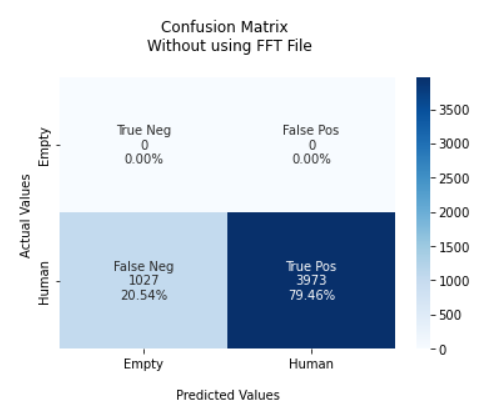 Confusion Matrix
Without using FFT File
True Neg
0
0.00%
False Pos
0
0.00%
False Neg
1027
20.54%
True Pos
3973
79.46%
Empty
Human
Actual Values
Empty
Human
Predicted Values
3500
3000
2500
2000
1500
1000
500
0